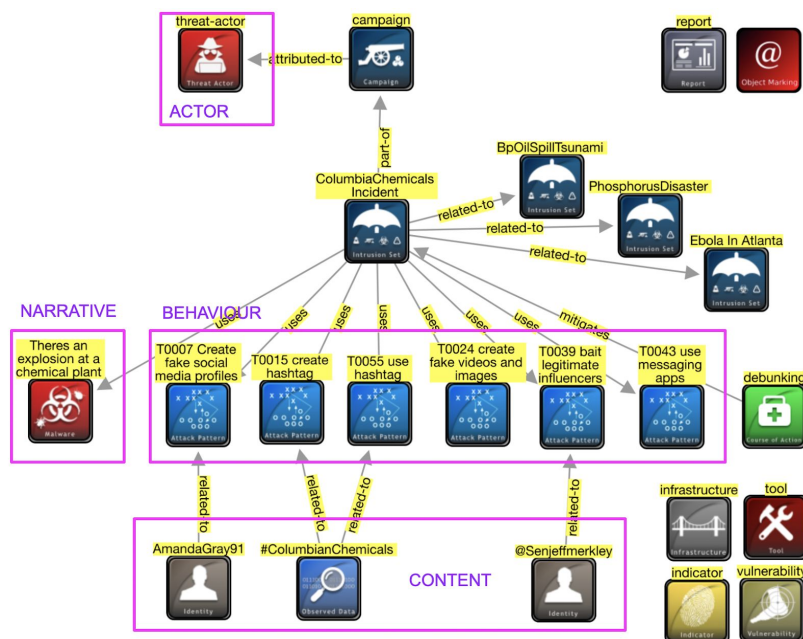 threat-actor
Threat Actor
ACTOR
attributed-to
campaign
Campaign
report
Report
@
Object Marking
part-of
ColumbiaChemicals
Incident
Intrusion Set
related-to
related-to
related-to
BpOilSpillTsunami
Intrusion Set
PhosphorusDisaster
Intrusion Set
Ebola In Atlanta
Intrusion Set
NARRATIVE
BEHAVIOUR
uses
uses
uses
uses
uses
uses
uses
mitigates
Theres an
explosion at a
chemical plant
Malware
T0007 Create
fake social
media profiles
Attack Pattern
T0015 create
hashtag
Attack Pattern
T0055 use
hashtag
Attack Pattern
T0024 create
fake videos and
images
Attack Pattern
T0039 bait
legitimate
influencers
Attack Pattern
T0043 use
messaging
apps
Attack Pattern
debunking
Course of Action
related-to
related-to
related-to
related-to
AmandaGray91
Identity
#ColumbianChemicals
Observed Data
CONTENT
@Senjeffmerkley
Identity
infrastructure
Infrastructure
tool
Tool
indicator
Indicator
vulnerability
Vulnerability